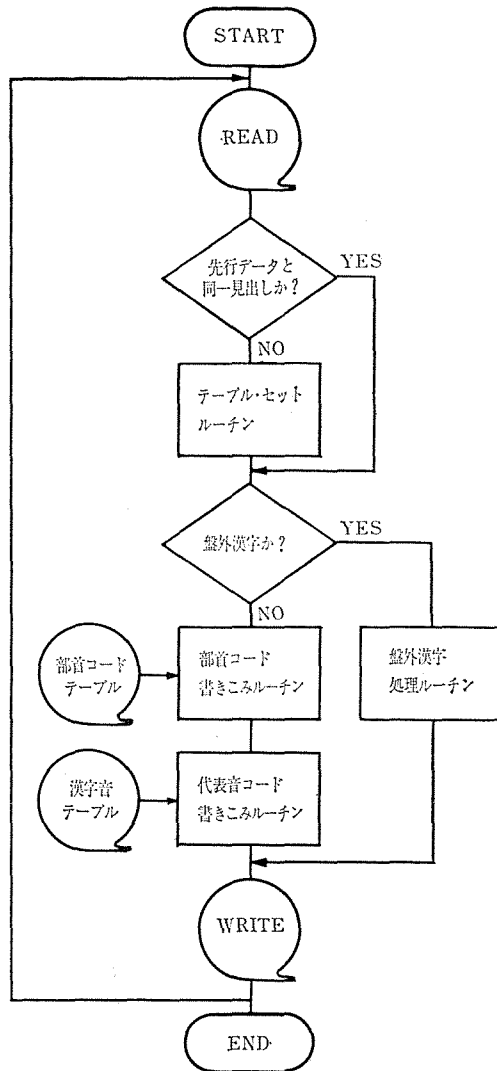 START
READ
先行データと
同一見出しか？
YES
NO
テーブル・セット
ルーチン
盤外漢字か？
YES
NO
部首コード
テーブル
部首コード
書きこみルーチン
盤外漢字
処理ルーチン
漢字音
テーブル
代表音コード
書きこみルーチン
WRITE
END